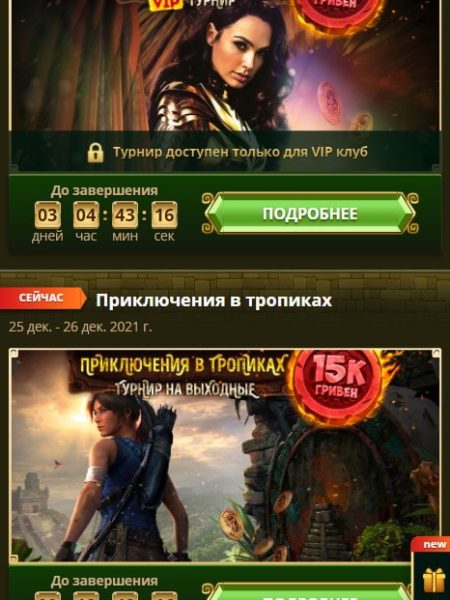 VIP ТУРНИР
ГРИВЕН
Турнир доступен только для VIP клуб
До завершения
03 : 04 : 43 : 16
дней час мин сек
ПОДРОБНЕЕ
СЕЙЧАС
Приключения в тропиках
25 дек. - 26 дек. 2021 г.
ПРИКЛЮЧЕНИЯ В ТРОПИКАХ
ТУРНИР НА ВЫХОДНЫЕ
15K
ГРИВЕН
new
До завершения